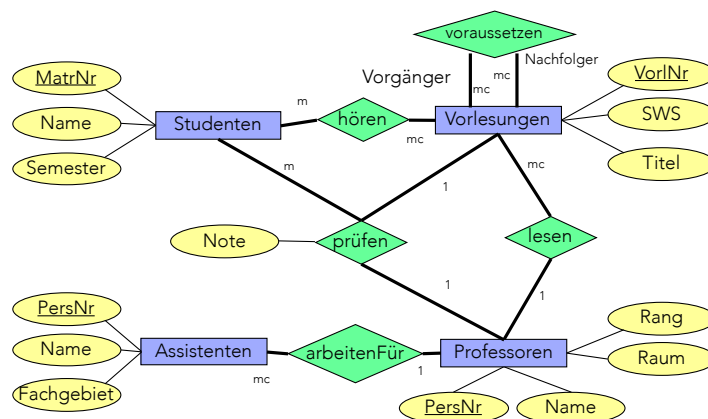 voraussetzen
Nachfolger
Vorgänger
mc
mc
MatrNr
Name
Semester
Studenten
m
hören
mc
Vorlesungen
VorlNr
SWS
Titel
m
1
mc
Note
prüfen
lesen
1
1
PersNr
Name
Fachgebiet
Assistenten
mc
arbeitenFür
1
Professoren
Rang
Raum
PersNr
Name